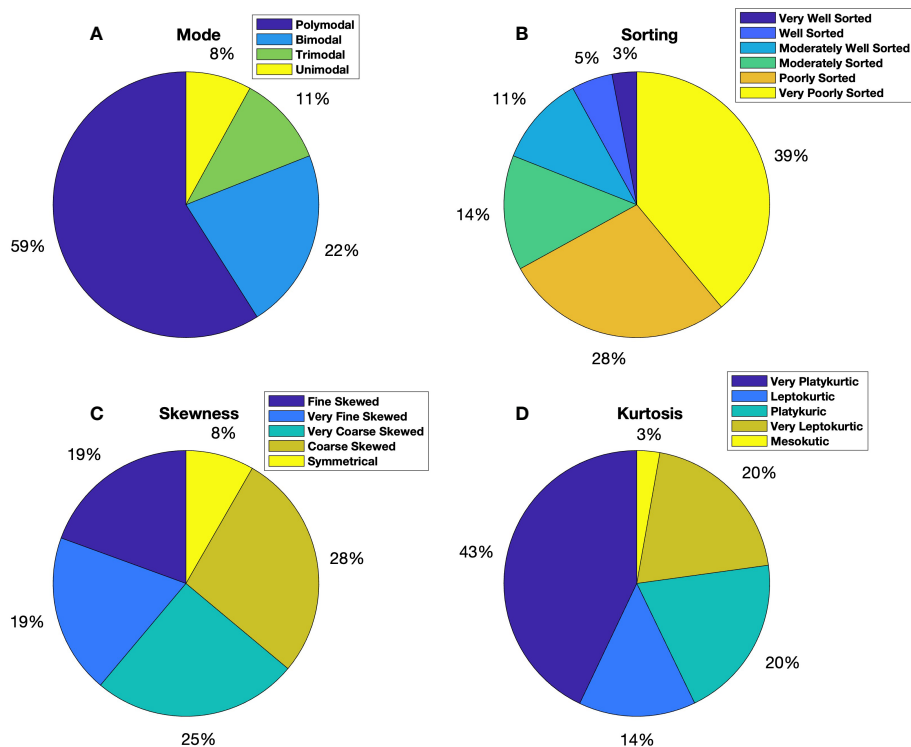 A
Mode
Polymodal
Bimodal
Trimodal
Unimodal
8%
11%
22%
59%
B
Sorting
Very Well Sorted
Well Sorted
Moderately Well Sorted
Moderately Sorted
Poorly Sorted
Very Poorly Sorted
3%
5%
11%
14%
28%
39%
C
Skewness
Fine Skewed
Very Fine Skewed
Very Coarse Skewed
Coarse Skewed
Symmetrical
8%
19%
19%
25%
28%
D
Kurtosis
Very Platykurtic
Leptokurtic
Platykuric
Very Leptokurtic
Mesokutic
3%
20%
20%
14%
43%